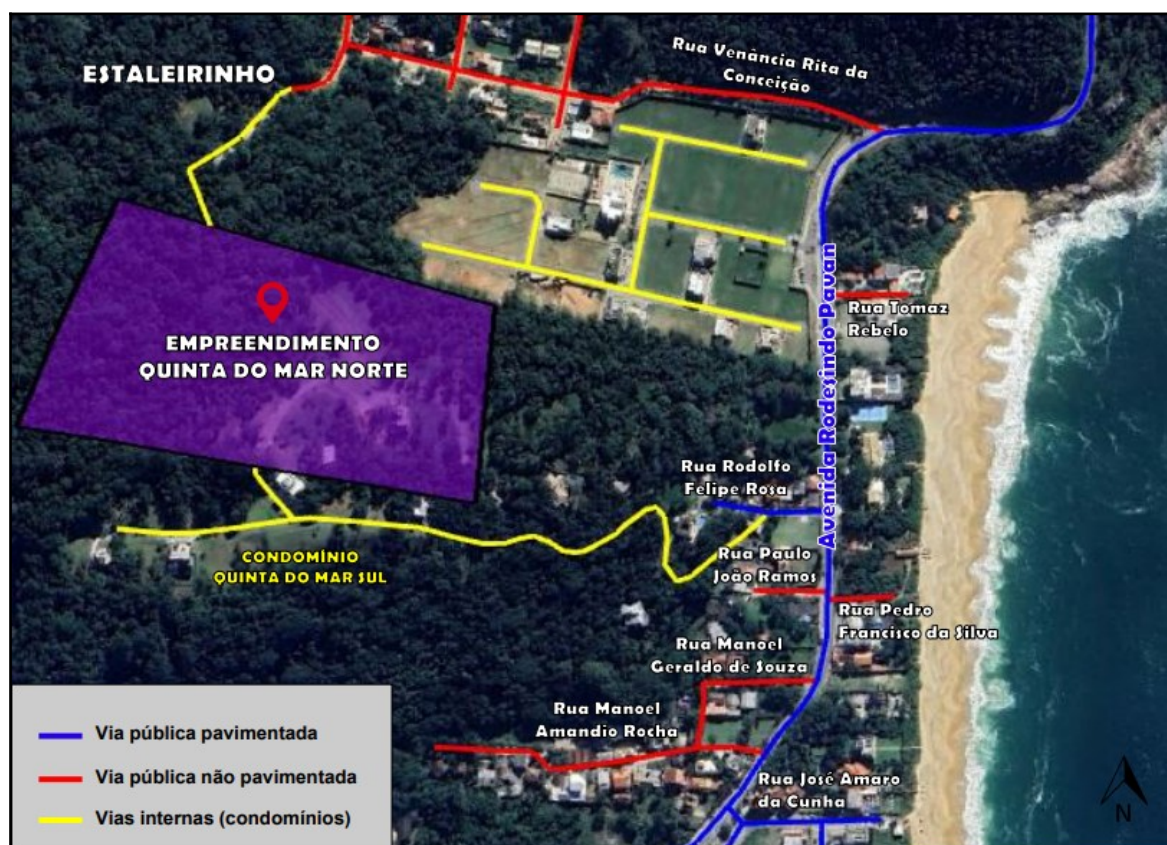 Rua Venâncio Rita da
Conceição
ESTALEIRINHO
Avenida Rodesindo Pavan
Rua Tomaz
Rebelo
EMPREENDIMENTO
QUINTA DO MAR NORTE
Rua Rodolfo
Felipe Rosa
CONDOMÍNIO
QUINTA DO MAR SUL
Rua Paulo
João Ramos
Rua Pedro
Francisco da Silva
Rua Manoel
Geraldo de Souza
Rua Manoel
Amandio Rocha
Rua José Amaro
da Cunha
Via pública pavimentada
Via pública não pavimentada
Vias internas (condomínios)
N